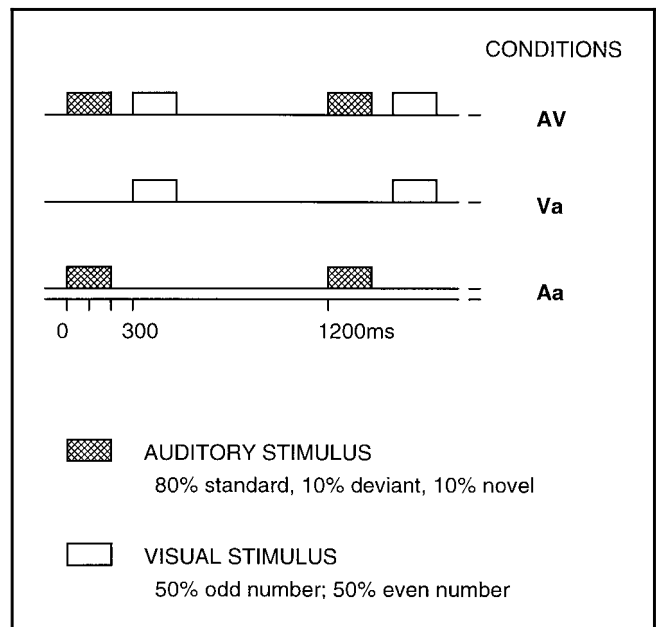 CONDITIONS
AV
Va
Aa
0 300 1200ms
AUDITORY STIMULUS
80% standard, 10% deviant, 10% novel
VISUAL STIMULUS
50% odd number; 50% even number